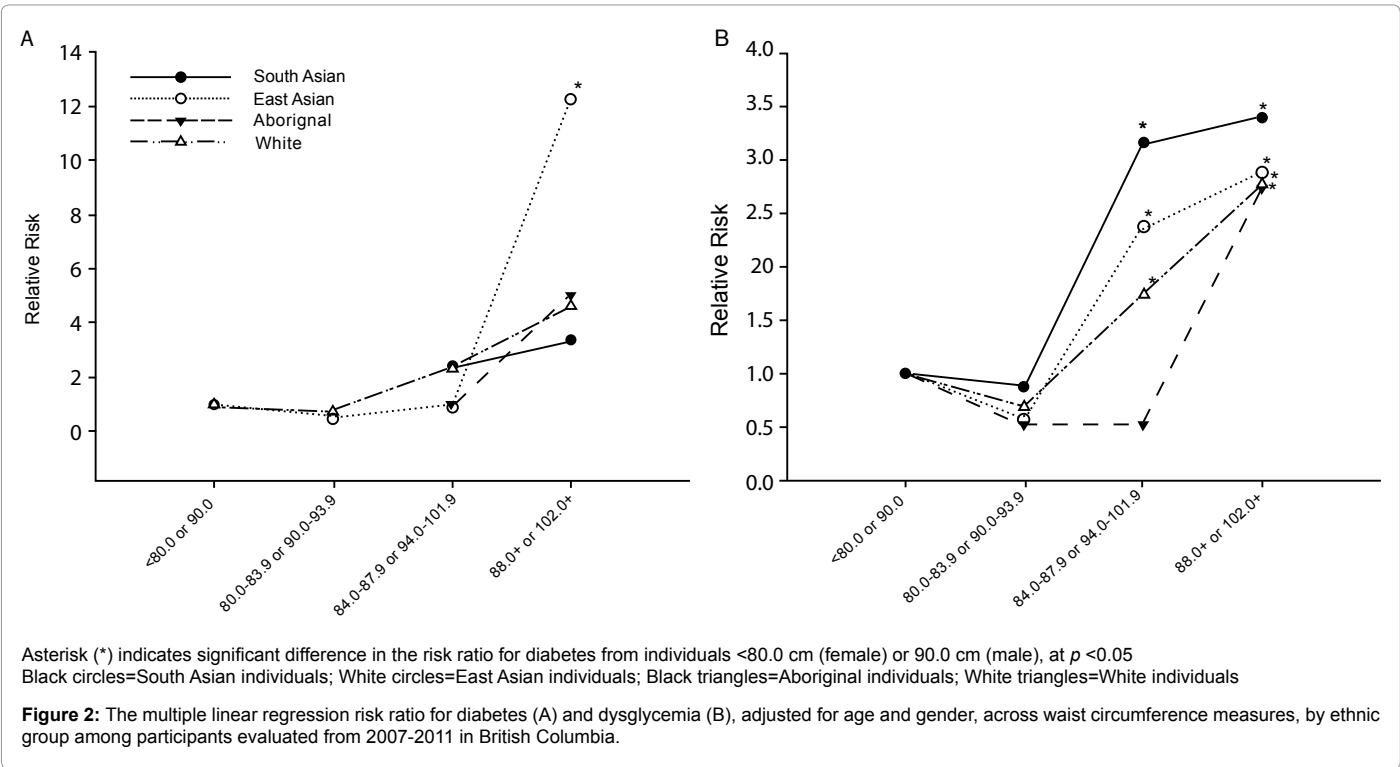 A
14
12
10
8
6
4
2
0
Relative Risk
South Asian
East Asian
Aborignal
White
*
<80.0 or 90.0
80.0-83.9 or 90.0-93.9
84.0-87.9 or 94.0-101.9
88.0+ or 102.0+
B
4.0
3.5
3.0
2.5
20
1.5
1.0
0.5
0.0
Relative Risk
*
*
*
*
*
*
*
<80.0 or 90.0
80.0-83.9 or 90.0-93.9
84.0-87.9 or 94.0-101.9
88.0+ or 102.0+
Asterisk (*) indicates significant difference in the risk ratio for diabetes from individuals <80.0 cm (female) or 90.0 cm (male), at p <0.05
Black circles=South Asian individuals; White circles=East Asian individuals; Black triangles=Aboriginal individuals; White triangles=White individuals
Figure 2: The multiple linear regression risk ratio for diabetes (A) and dysglycemia (B), adjusted for age and gender, across waist circumference measures, by ethnic
group among participants evaluated from 2007-2011 in British Columbia.